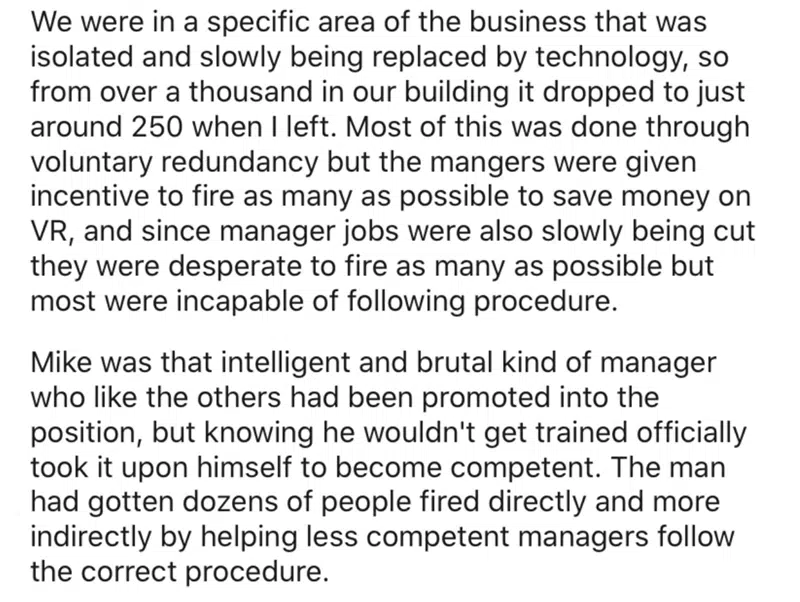 We were in a specific area of the business that was
isolated and slowly being replaced by technology, so
from over a thousand in our building it dropped to just
around 250 when I left. Most of this was done through
voluntary redundancy but the mangers were given
incentive to fire as many as possible to save money on
VR, and since manager jobs were also slowly being cut
they were desperate to fire as many as possible but
most were incapable of following procedure.
Mike was that intelligent and brutal kind of manager
who like the others had been promoted into the
position, but knowing he wouldn't get trained officially
took it upon himself to become competent. The man
had gotten dozens of people fired directly and more
indirectly by helping less competent managers follow
the correct procedure.